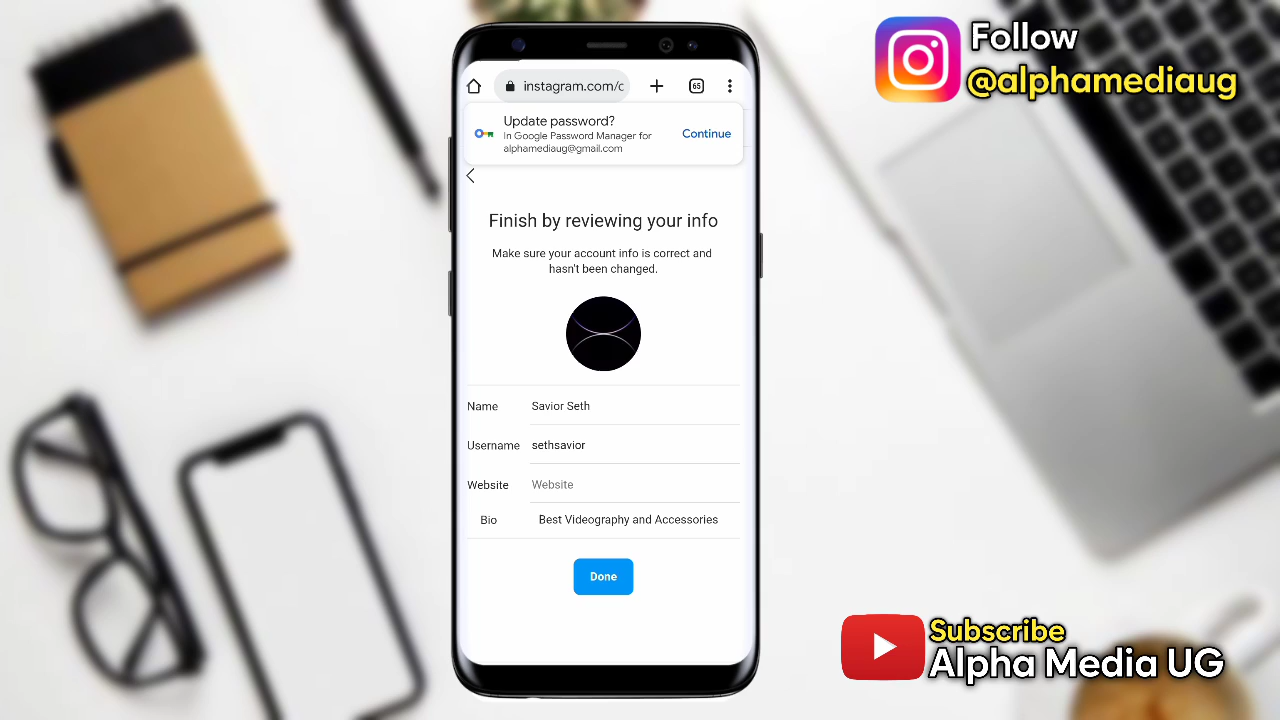 Follow
@alphamediaug
instagram.com/c
65
Update password?
In Google Password Manager for
alphamediaug@gmail.com
Continue
Finish by reviewing your info
Make sure your account info is correct and
hasn't been changed.
Name Savior Seth
Username sethsavior
Website Website
Bio Best Videography and Accessories
Done
Subscribe
Alpha Media UG